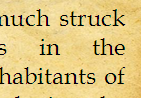 much struck
s in the
habitants of